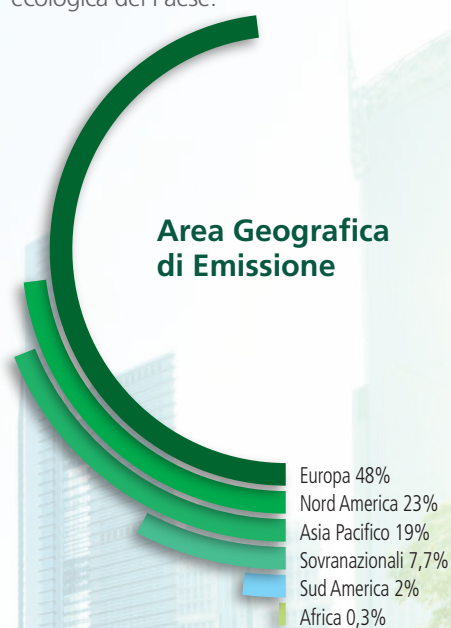 ecologica del Paese.
Area Geografica
di Emissione
Europa 48%
Nord America 23%
Asia Pacifico 19%
Sovranazionali 7,7%
Sud America 2%
Africa 0,3%